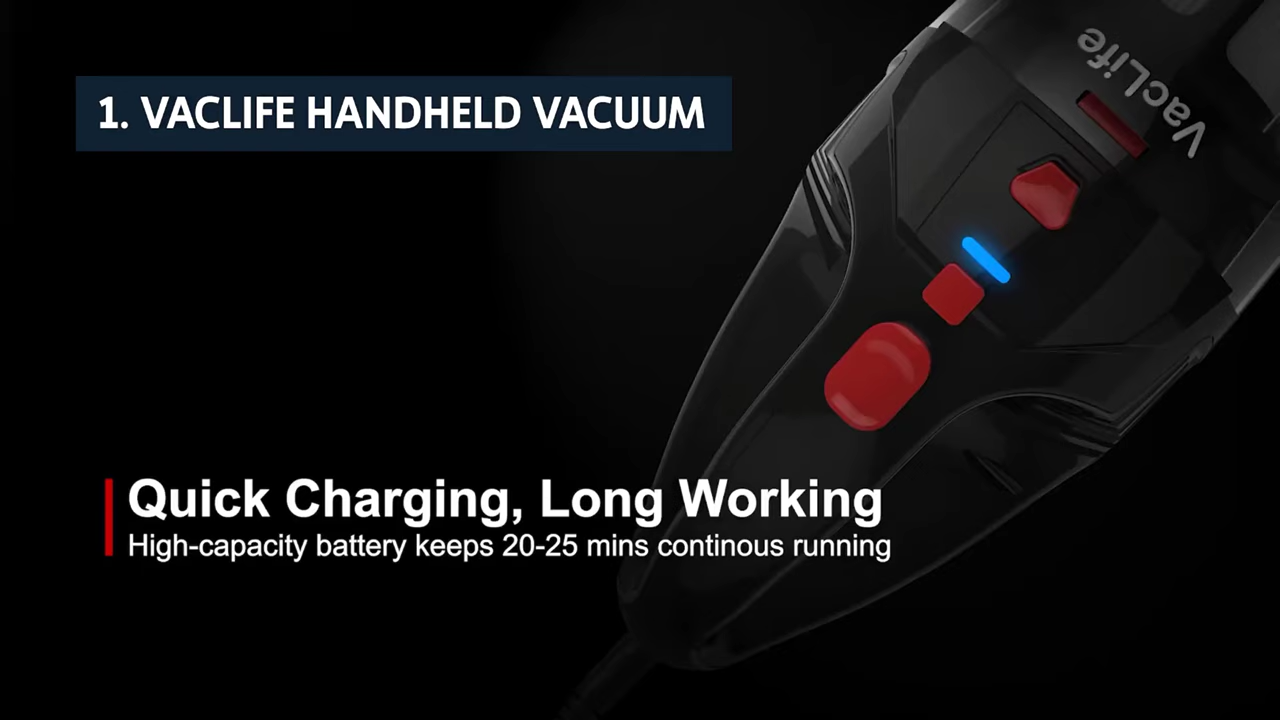 1. VACLIFE HANDHELD VACUUM
VacLife
Quick Charging, Long Working
High-capacity battery keeps 20-25 mins continous running